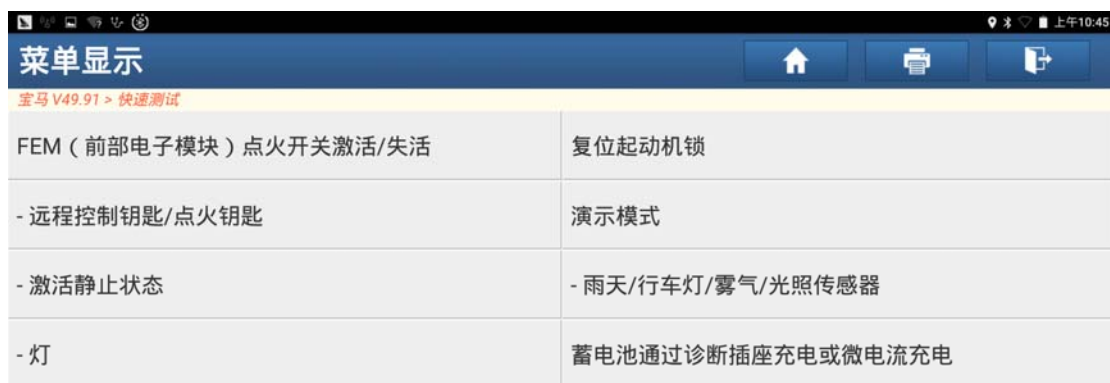 上午10:45
菜单显示
宝马 V49.91 > 快速测试
FEM（前部电子模块）点火开关激活/失活
复位起动机锁
- 远程控制钥匙/点火钥匙
演示模式
- 激活静止状态
- 雨天/行车灯/雾气/光照传感器
- 灯
蓄电池通过诊断插座充电或微电流充电